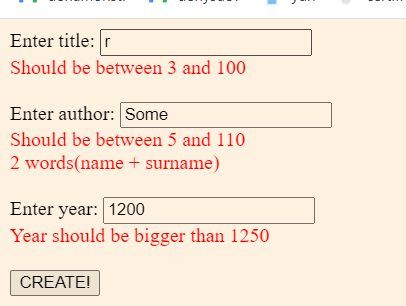 Enter title: r
Should be between 3 and 100
Enter author: Some
Should be between 5 and 110
2 words(name + surname)
Enter year: 1200
Year should be bigger than 1250
CREATE!